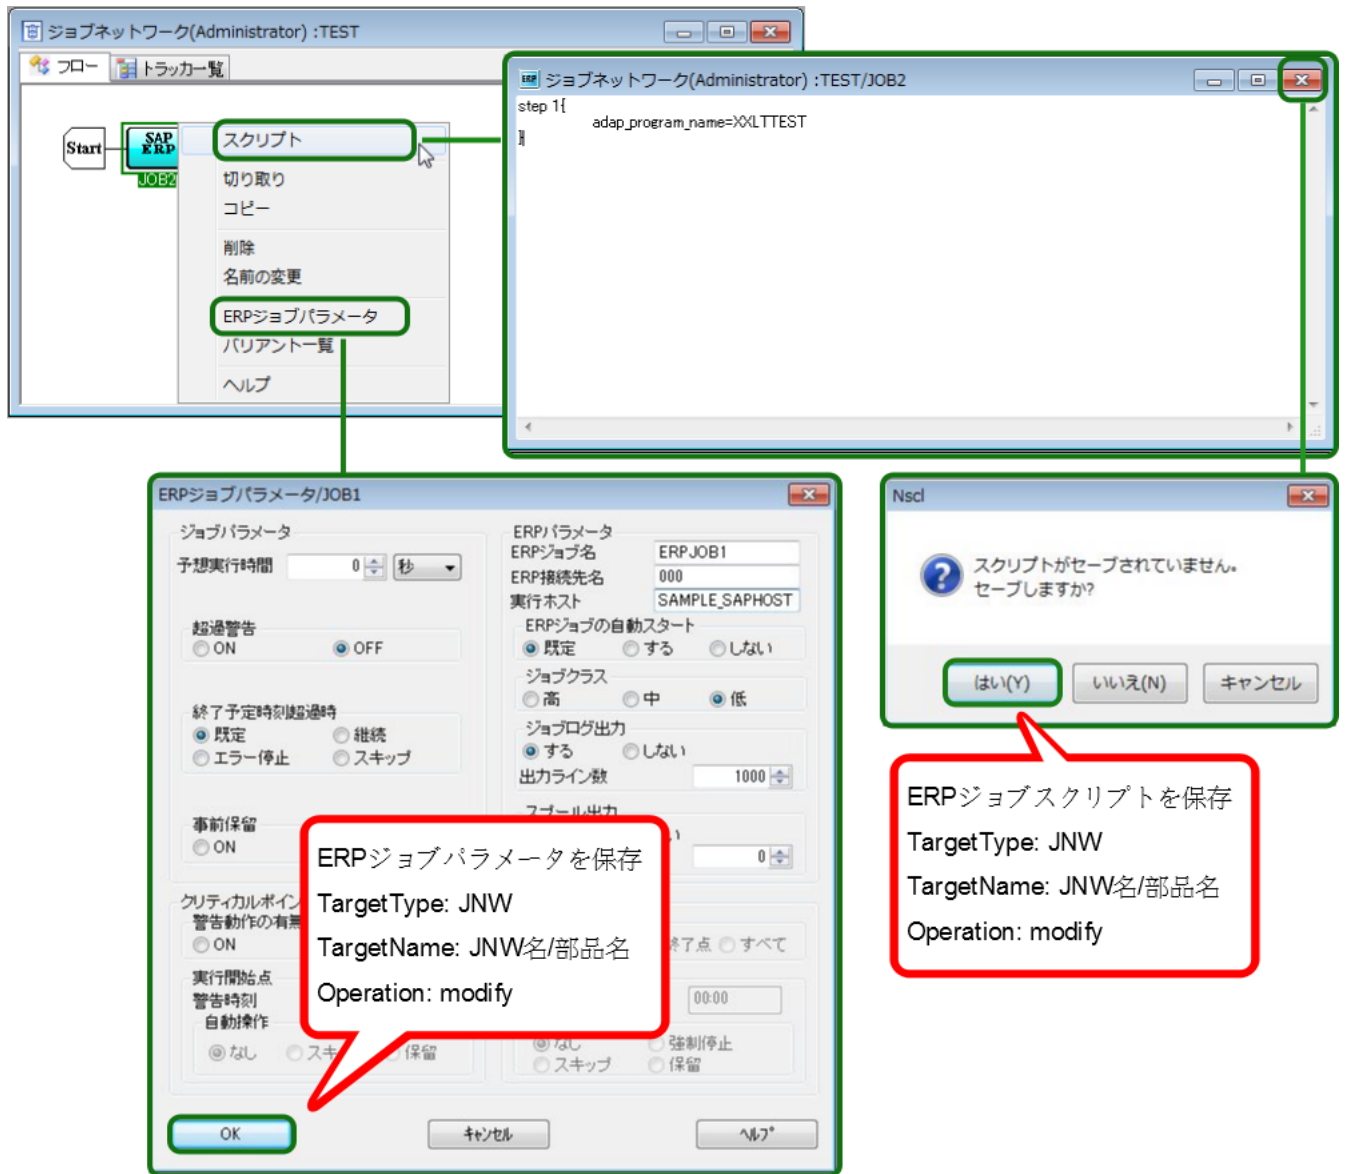 ジョブネットワーク(Administrator) :TEST
フロー
トラッカ一覧
Start
SAP
ERP
JOB2
スクリプト
切り取り
コピー
削除
名前の変更
ERPジョブパラメータ
バリアント一覧
ヘルプ
ERP
ジョブネットワーク(Administrator) :TEST/JOB2
step 1{
adap_program_name=XXLTTEST
}
ERPジョブパラメータ/JOB1
ジョブパラメータ
予想実行時間 0 秒
超過警告
ON OFF
終了予定時刻超過時
既定 継続
エラー停止 スキップ
事前保留
ON
クリティカルポイン
警告動作の有無
ON
実行開始点
警告時刻
自動操作
なし スキ 保留
ERPパラメータ
ERPジョブ名 ERPJOB1
ERP接続先名 000
実行ホスト SAMPLE_SAPHOST
ERPジョブの自動スタート
既定 する しない
ジョブクラス
高 中 低
ジョブログ出力
する しない
出力ライン数 1000
スプール出力
い
0
終了点 すべて
00:00
なし 強制停止
スキップ 保留
OK キャンセル ヘルプ
ERPジョブパラメータを保存
TargetType: JNW
TargetName: JNW名/部品名
Operation: modify
Nscl
スクリプトがセーブされていません。
セーブしますか?
はい(Y) いいえ(N) キャンセル
ERPジョブスクリプトを保存
TargetType: JNW
TargetName: JNW名/部品名
Operation: modify